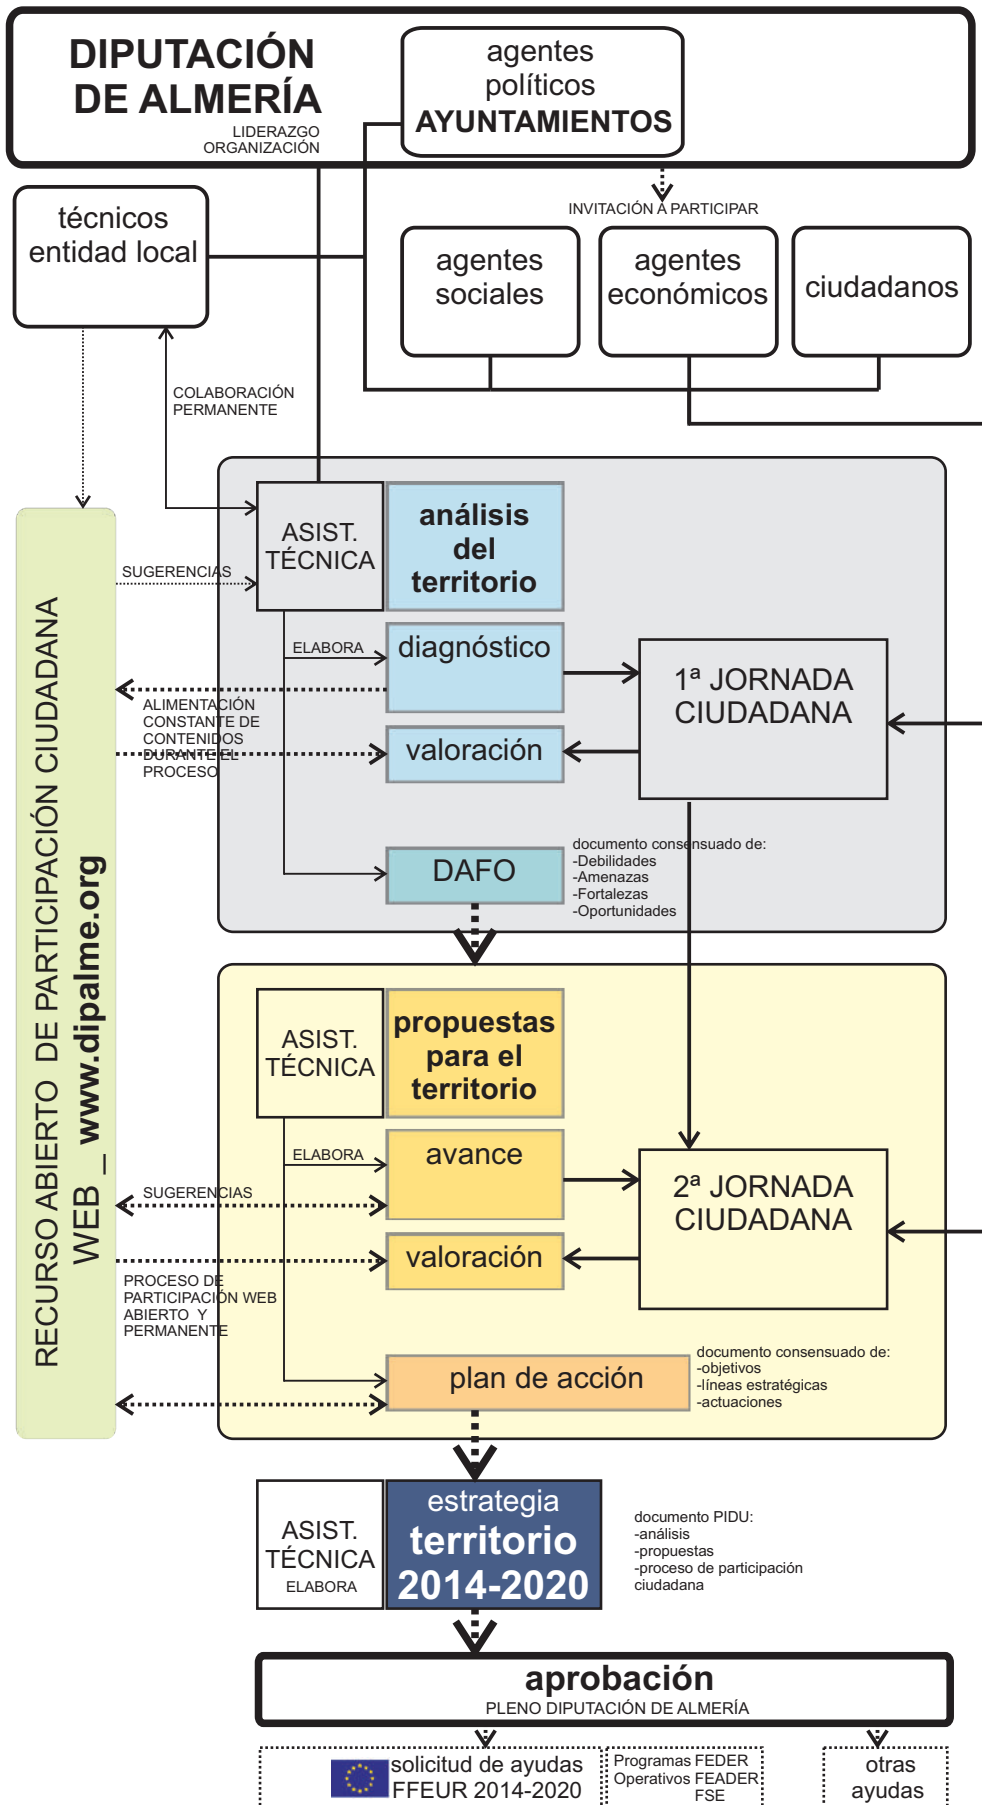 DIPUTACIÓN
DE ALMERÍA
LIDERAZGO
ORGANIZACIÓN
agentes
políticos
AYUNTAMIENTOS
INVITACIÓN A PARTICIPAR
técnicos
entidad local
agentes
sociales
agentes
económicos
ciudadanos
COLABORACIÓN
PERMANENTE
RECURSO ABIERTO DE PARTICIPACIÓN CIUDADANA
WEB _ www.dipalme.org
ASIST.
TÉCNICA
análisis
del
territorio
SUGERENCIAS
ELABORA
diagnóstico
1ª JORNADA
CIUDADANA
ALIMENTACIÓN
CONSTANTE DE
CONTENIDOS
DURANTE EL
PROCESO
valoración
DAFO
documento consensuado de:
-Debilidades
-Amenazas
-Fortalezas
-Oportunidades
ASIST.
TÉCNICA
propuestas
para el
territorio
ELABORA
avance
SUGERENCIAS
2ª JORNADA
CIUDADANA
valoración
PROCESO DE
PARTICIPACIÓN WEB
ABIERTO Y
PERMANENTE
plan de acción
documento consensuado de:
-objetivos
-líneas estratégicas
-actuaciones
ASIST.
TÉCNICA
ELABORA
estrategia
territorio
2014-2020
documento PIDU:
-análisis
-propuestas
-proceso de participación
ciudadana
aprobación
PLENO DIPUTACIÓN DE ALMERÍA
solicitud de ayudas
FFEUR 2014-2020
Programas FEDER
Operativos FEADER
FSE
otras
ayudas